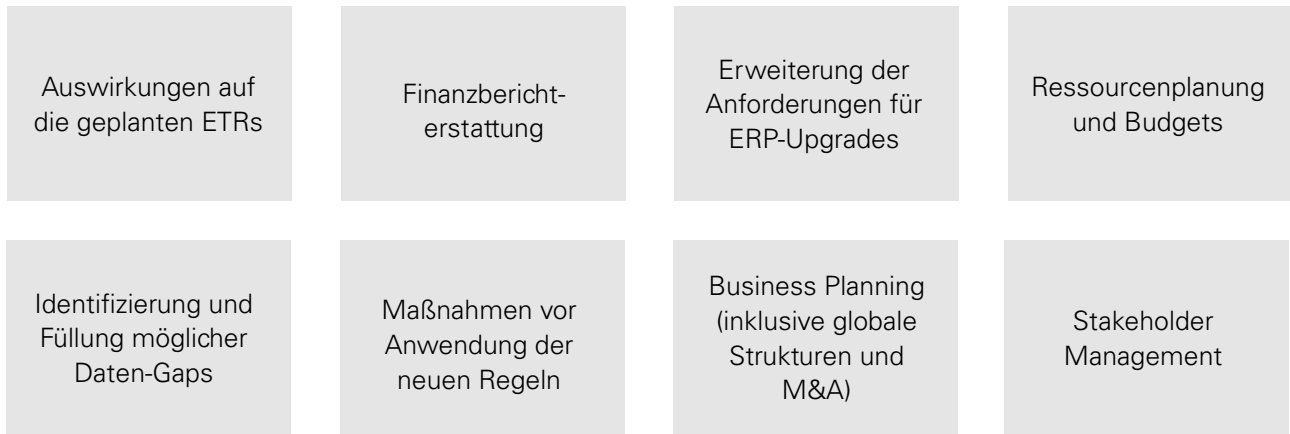 Auswirkungen auf
die geplanten ETRs
Finanzbericht-
erstattung
Erweiterung der
Anforderungen für
ERP-Upgrades
Ressourcenplanung
und Budgets
Identifizierung und
Füllung möglicher
Daten-Gaps
Maßnahmen vor
Anwendung der
neuen Regeln
Business Planning
(inklusive globale
Strukturen und
M&A)
Stakeholder
Management